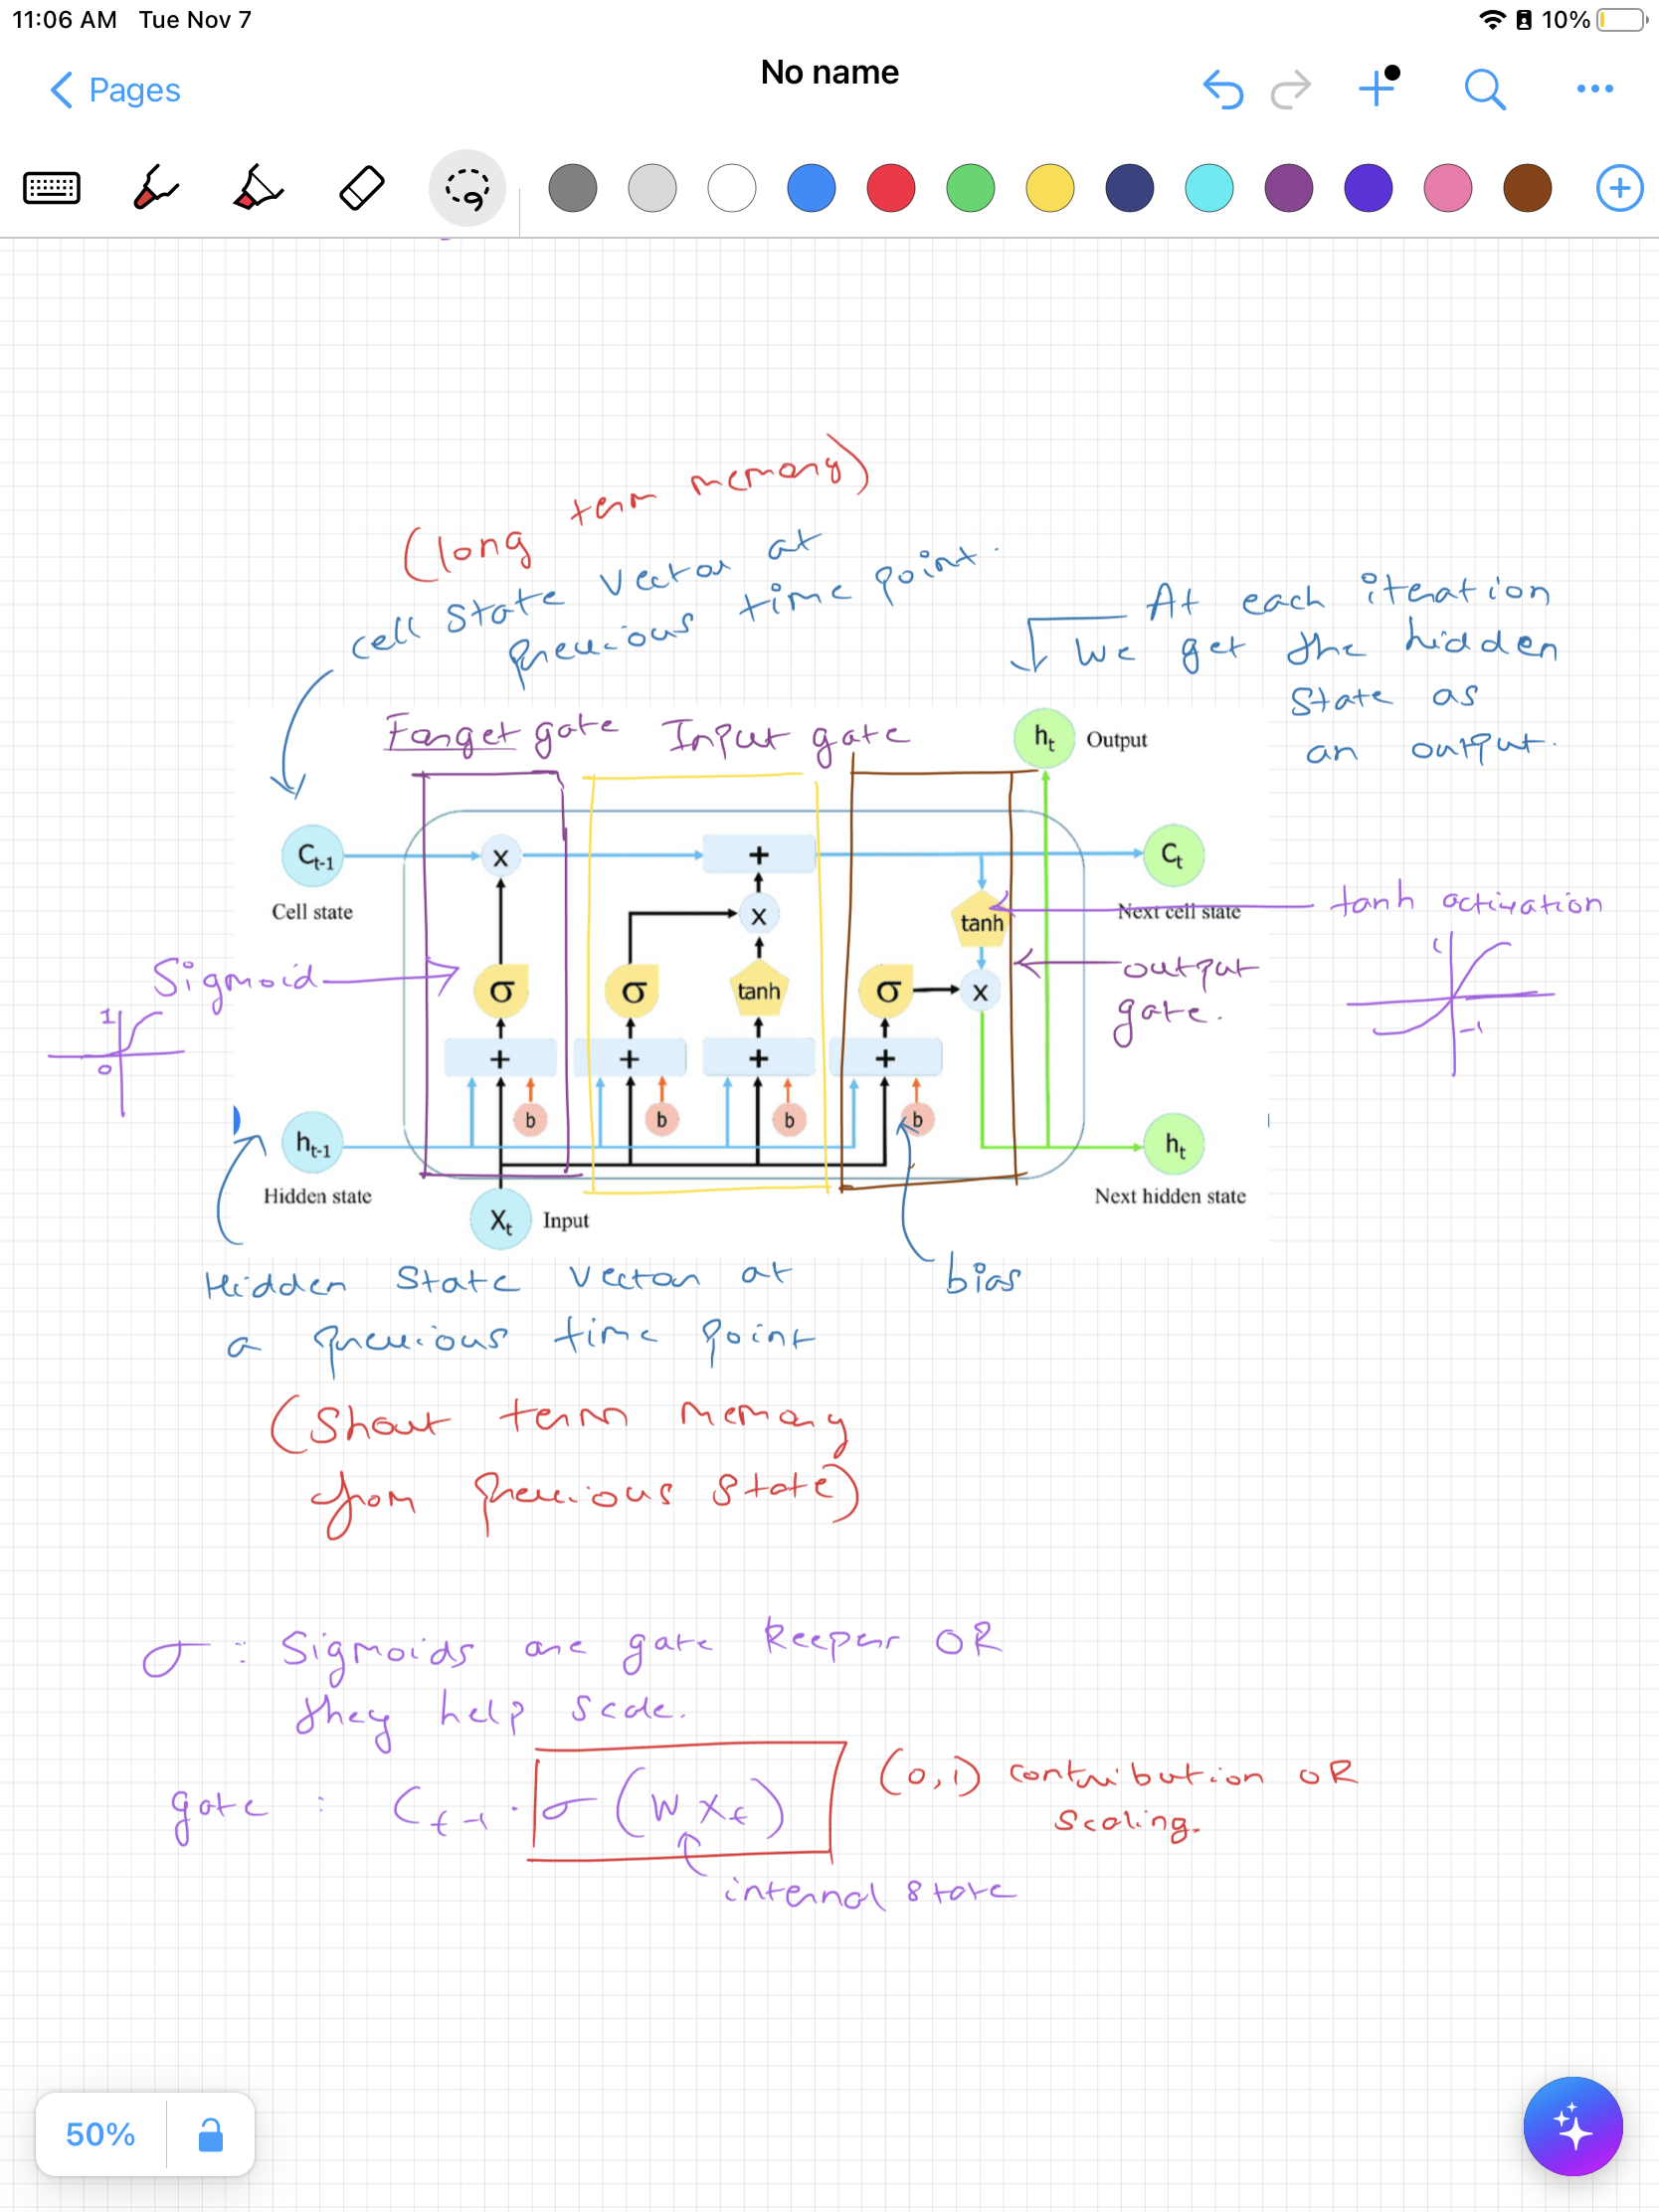 11:06 AM Tue Nov 7
10%
Pages
No name
(long term memory)
cell state vector at
previous time point.
At each iteration
we get the hidden
state as
an output.
Forget gate Input gate
ht Output
Ct-1
x
+
Ct
Cell state
x
tanh
Next cell state
tanh activation
1
-1
Sigmoid
1
0
σ
σ
tanh
σ
x
output
gate.
+
+
+
+
b
b
b
b
ht-1
ht
Hidden state
Next hidden state
Xt Input
Hidden State Vector at
a previous time point
bias
(Short term memory
from previous state)
σ : Sigmoids are gate keeper OR
they help scale.
gate : Ct-1 · σ (W Xt)
(0,1) contribution OR
scaling.
internal state
50%